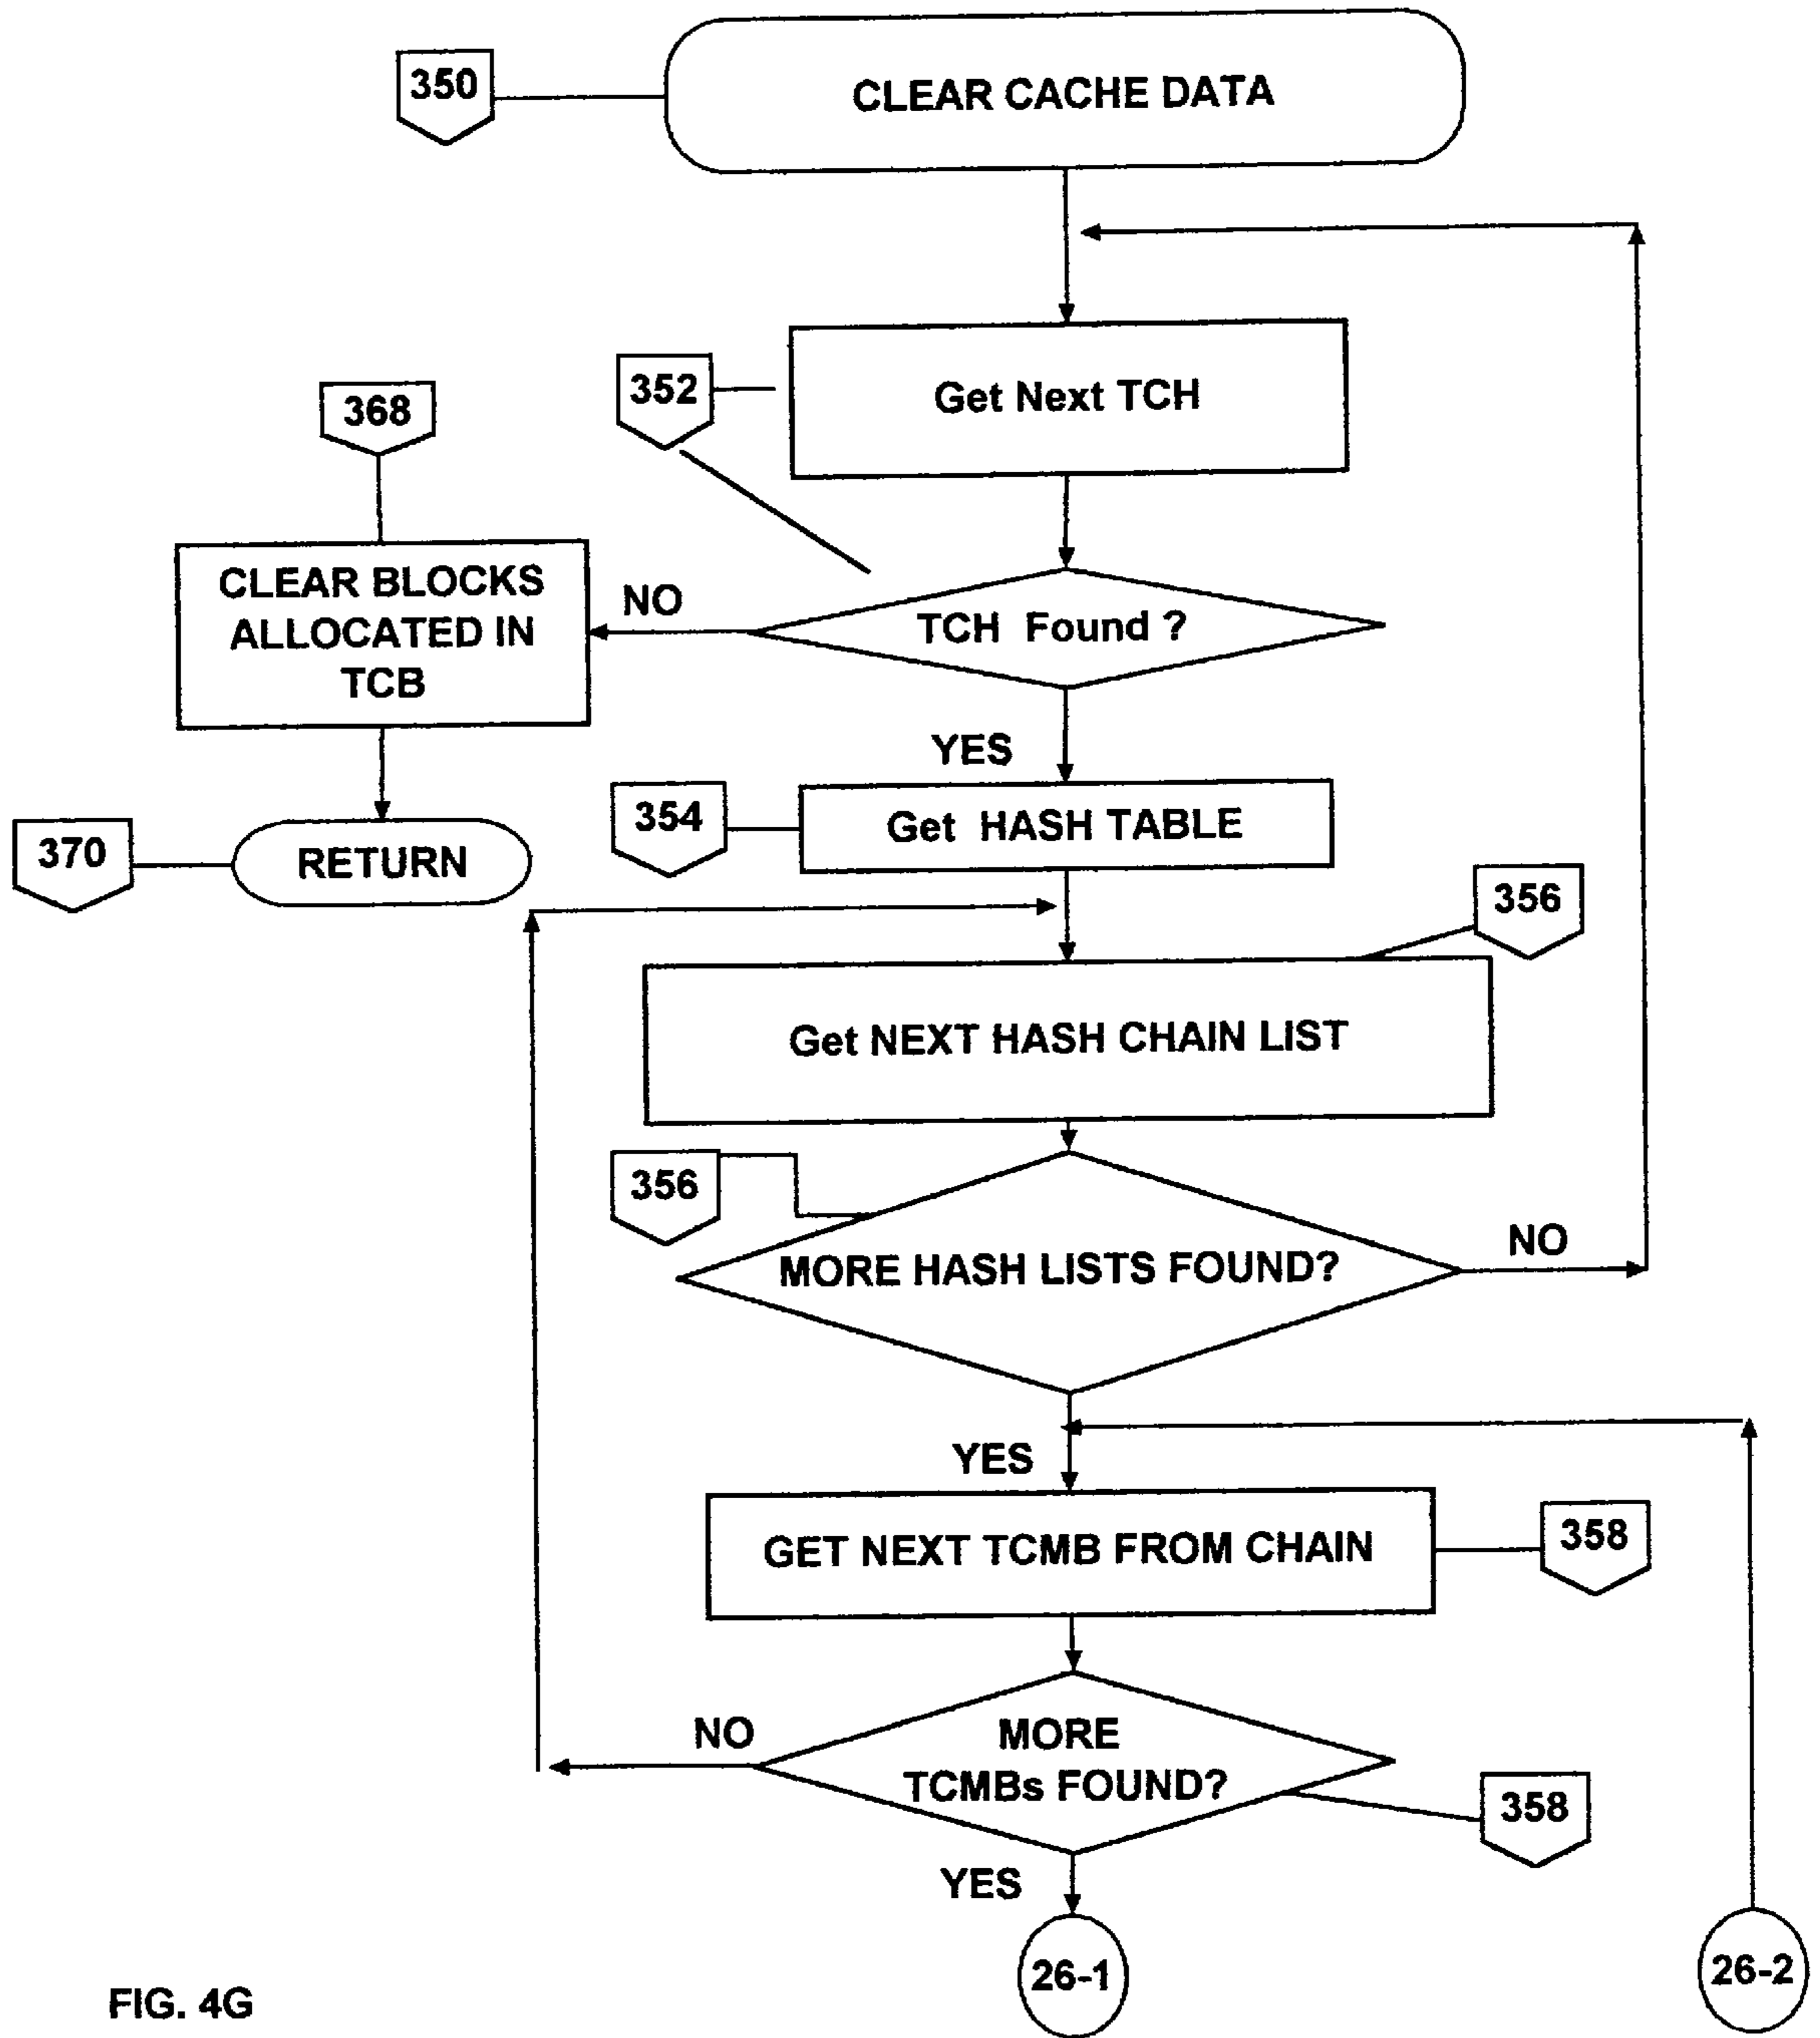 350
CLEAR CACHE DATA
352
Get Next TCH
368
CLEAR BLOCKS
ALLOCATED IN
TCB
NO
TCH Found ?
YES
354
Get HASH TABLE
370
RETURN
356
Get NEXT HASH CHAIN LIST
356
MORE HASH LISTS FOUND?
NO
YES
GET NEXT TCMB FROM CHAIN
358
NO
MORE
TCMBs FOUND?
358
YES
26-1
26-2
FIG. 4G